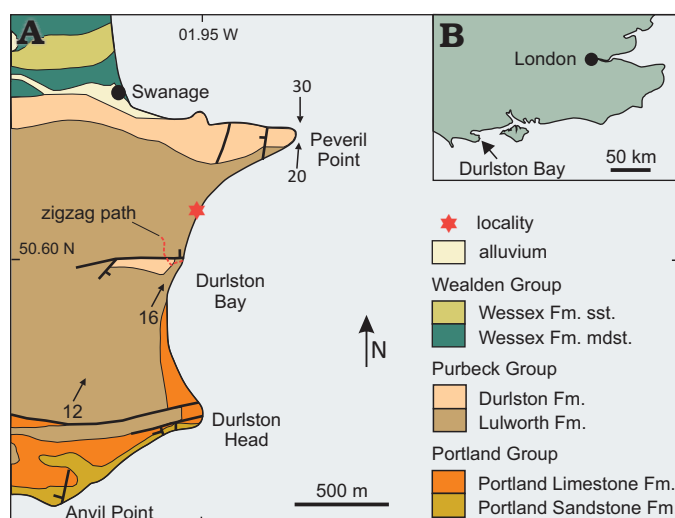 A
01.95 W
Swanage
30
Peveril
Point
20
zigzag path
50.60 N
Durlston
Bay
16
N
12
Durlston
Head
500 m
Anvil Point
B
London
Durlston Bay
50 km
locality
alluvium
Wealden Group
Wessex Fm. sst.
Wessex Fm. mdst.
Purbeck Group
Durlston Fm.
Lulworth Fm.
Portland Group
Portland Limestone Fm.
Portland Sandstone Fm.